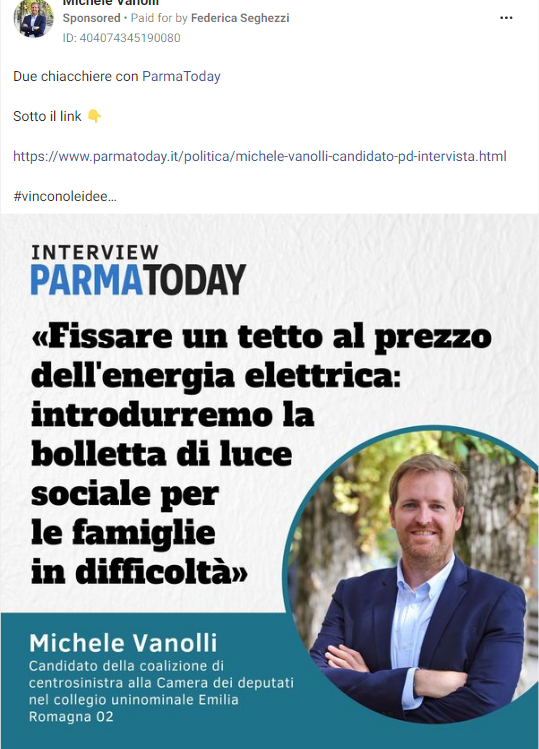 Michele Vanolli
Sponsored • Paid for by Federica Seghezzi
ID: 404074345190080
Due chiacchiere con ParmaToday
Sotto il link 👇
https://www.parmatoday.it/politica/michele-vanolli-candidato-pd-intervista.html
#vinconoleidee...
INTERVIEW
PARMATODAY
«Fissare un tetto al prezzo
dell'energia elettrica:
introdurremo la
bolletta di luce
sociale per
le famiglie
in difficoltà»
Michele Vanolli
Candidato della coalizione di
centrosinistra alla Camera dei deputati
nel collegio uninominale Emilia
Romagna 02